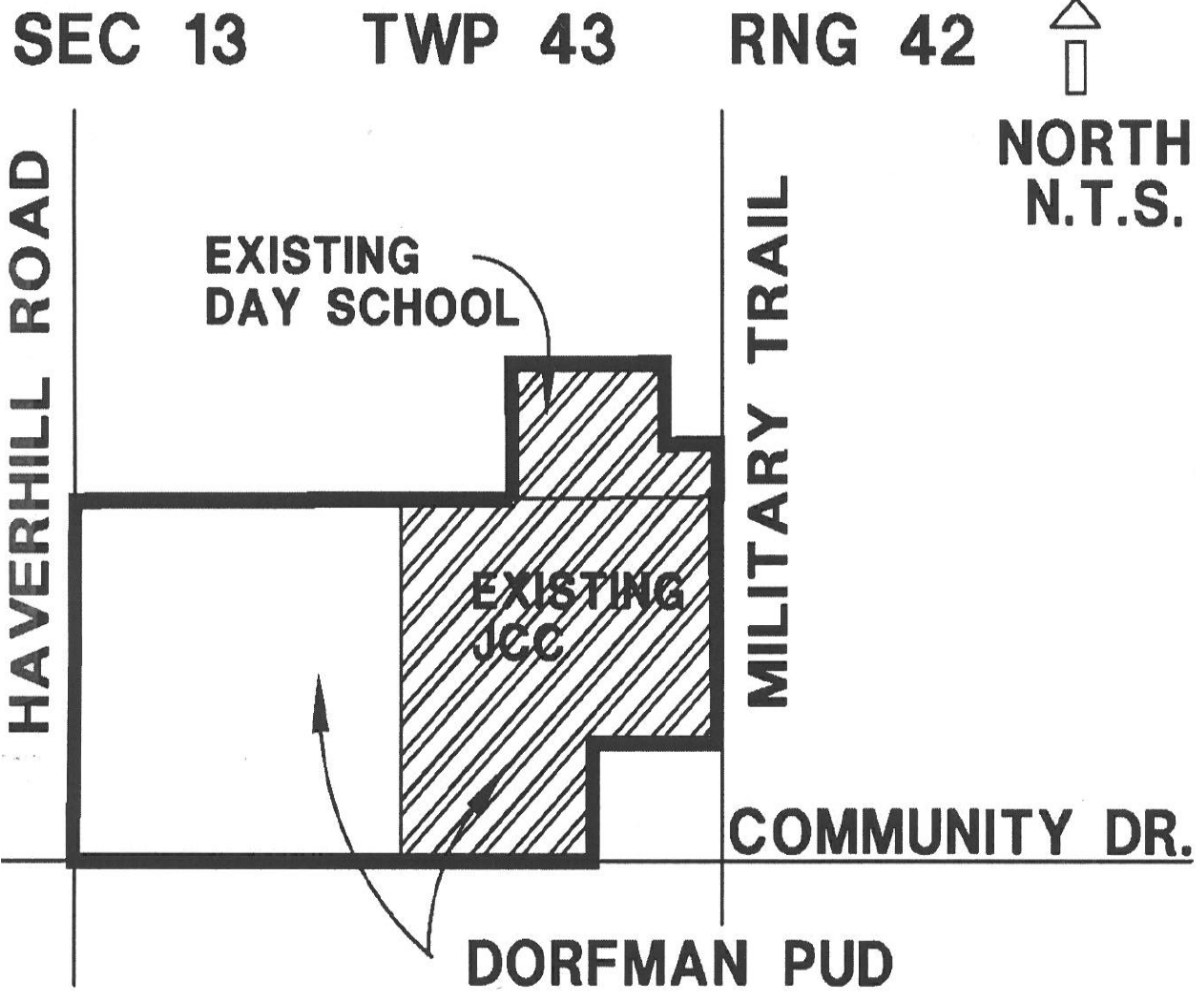 SEC 13 TWP 43 RNG 42
NORTH
N.T.S.
HAVERHILL ROAD
EXISTING
DAY SCHOOL
MILITARY TRAIL
EXISTING
JCC
COMMUNITY DR.
DORFMAN PUD